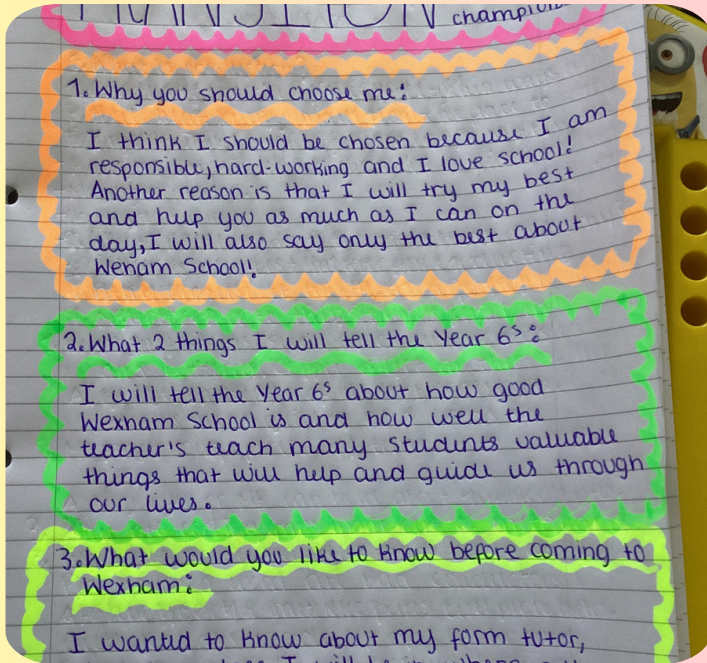 champion
1. Why you should choose me:
I think I should be chosen because I am
responsible, hard-working and I love school!
Another reason is that I will try my best
and help you as much as I can on the
day, I will also say only the best about
Wexham School!
2. What 2 things I will tell the Year 6s:
I will tell the Year 6s about how good
Wexham School is and how well the
teacher's teach many students valuable
things that will help and guide us through
our lives.
3. What would you like to know before coming to
Wexham:
I wanted to know about my form tutor,